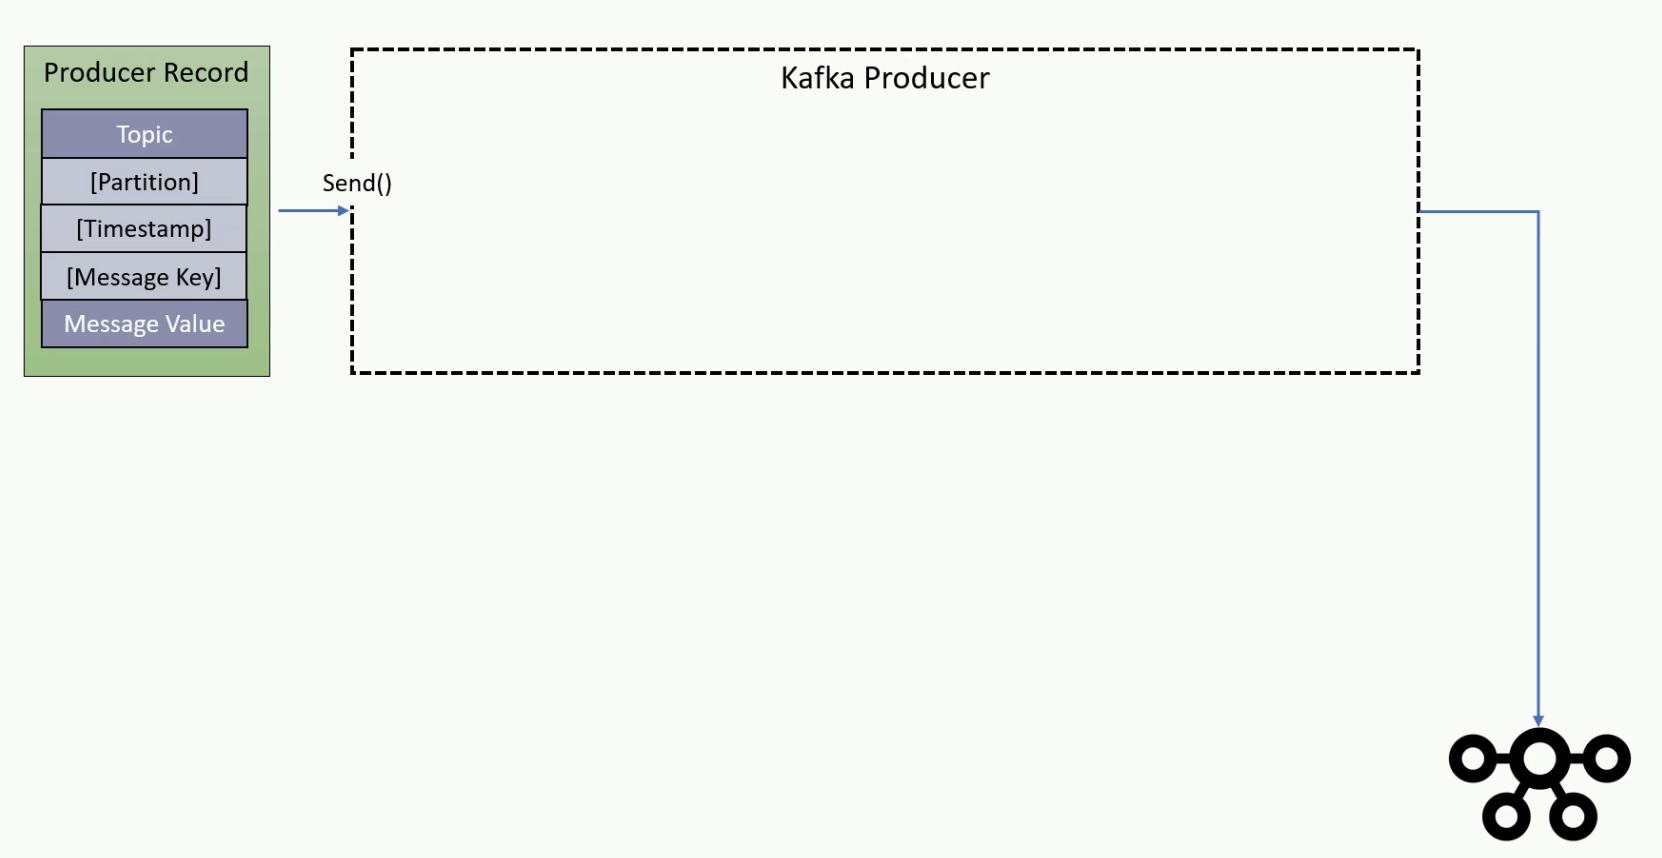 Producer Record
Topic
[Partition]
[Timestamp]
[Message Key]
Message Value
Send()
Kafka Producer